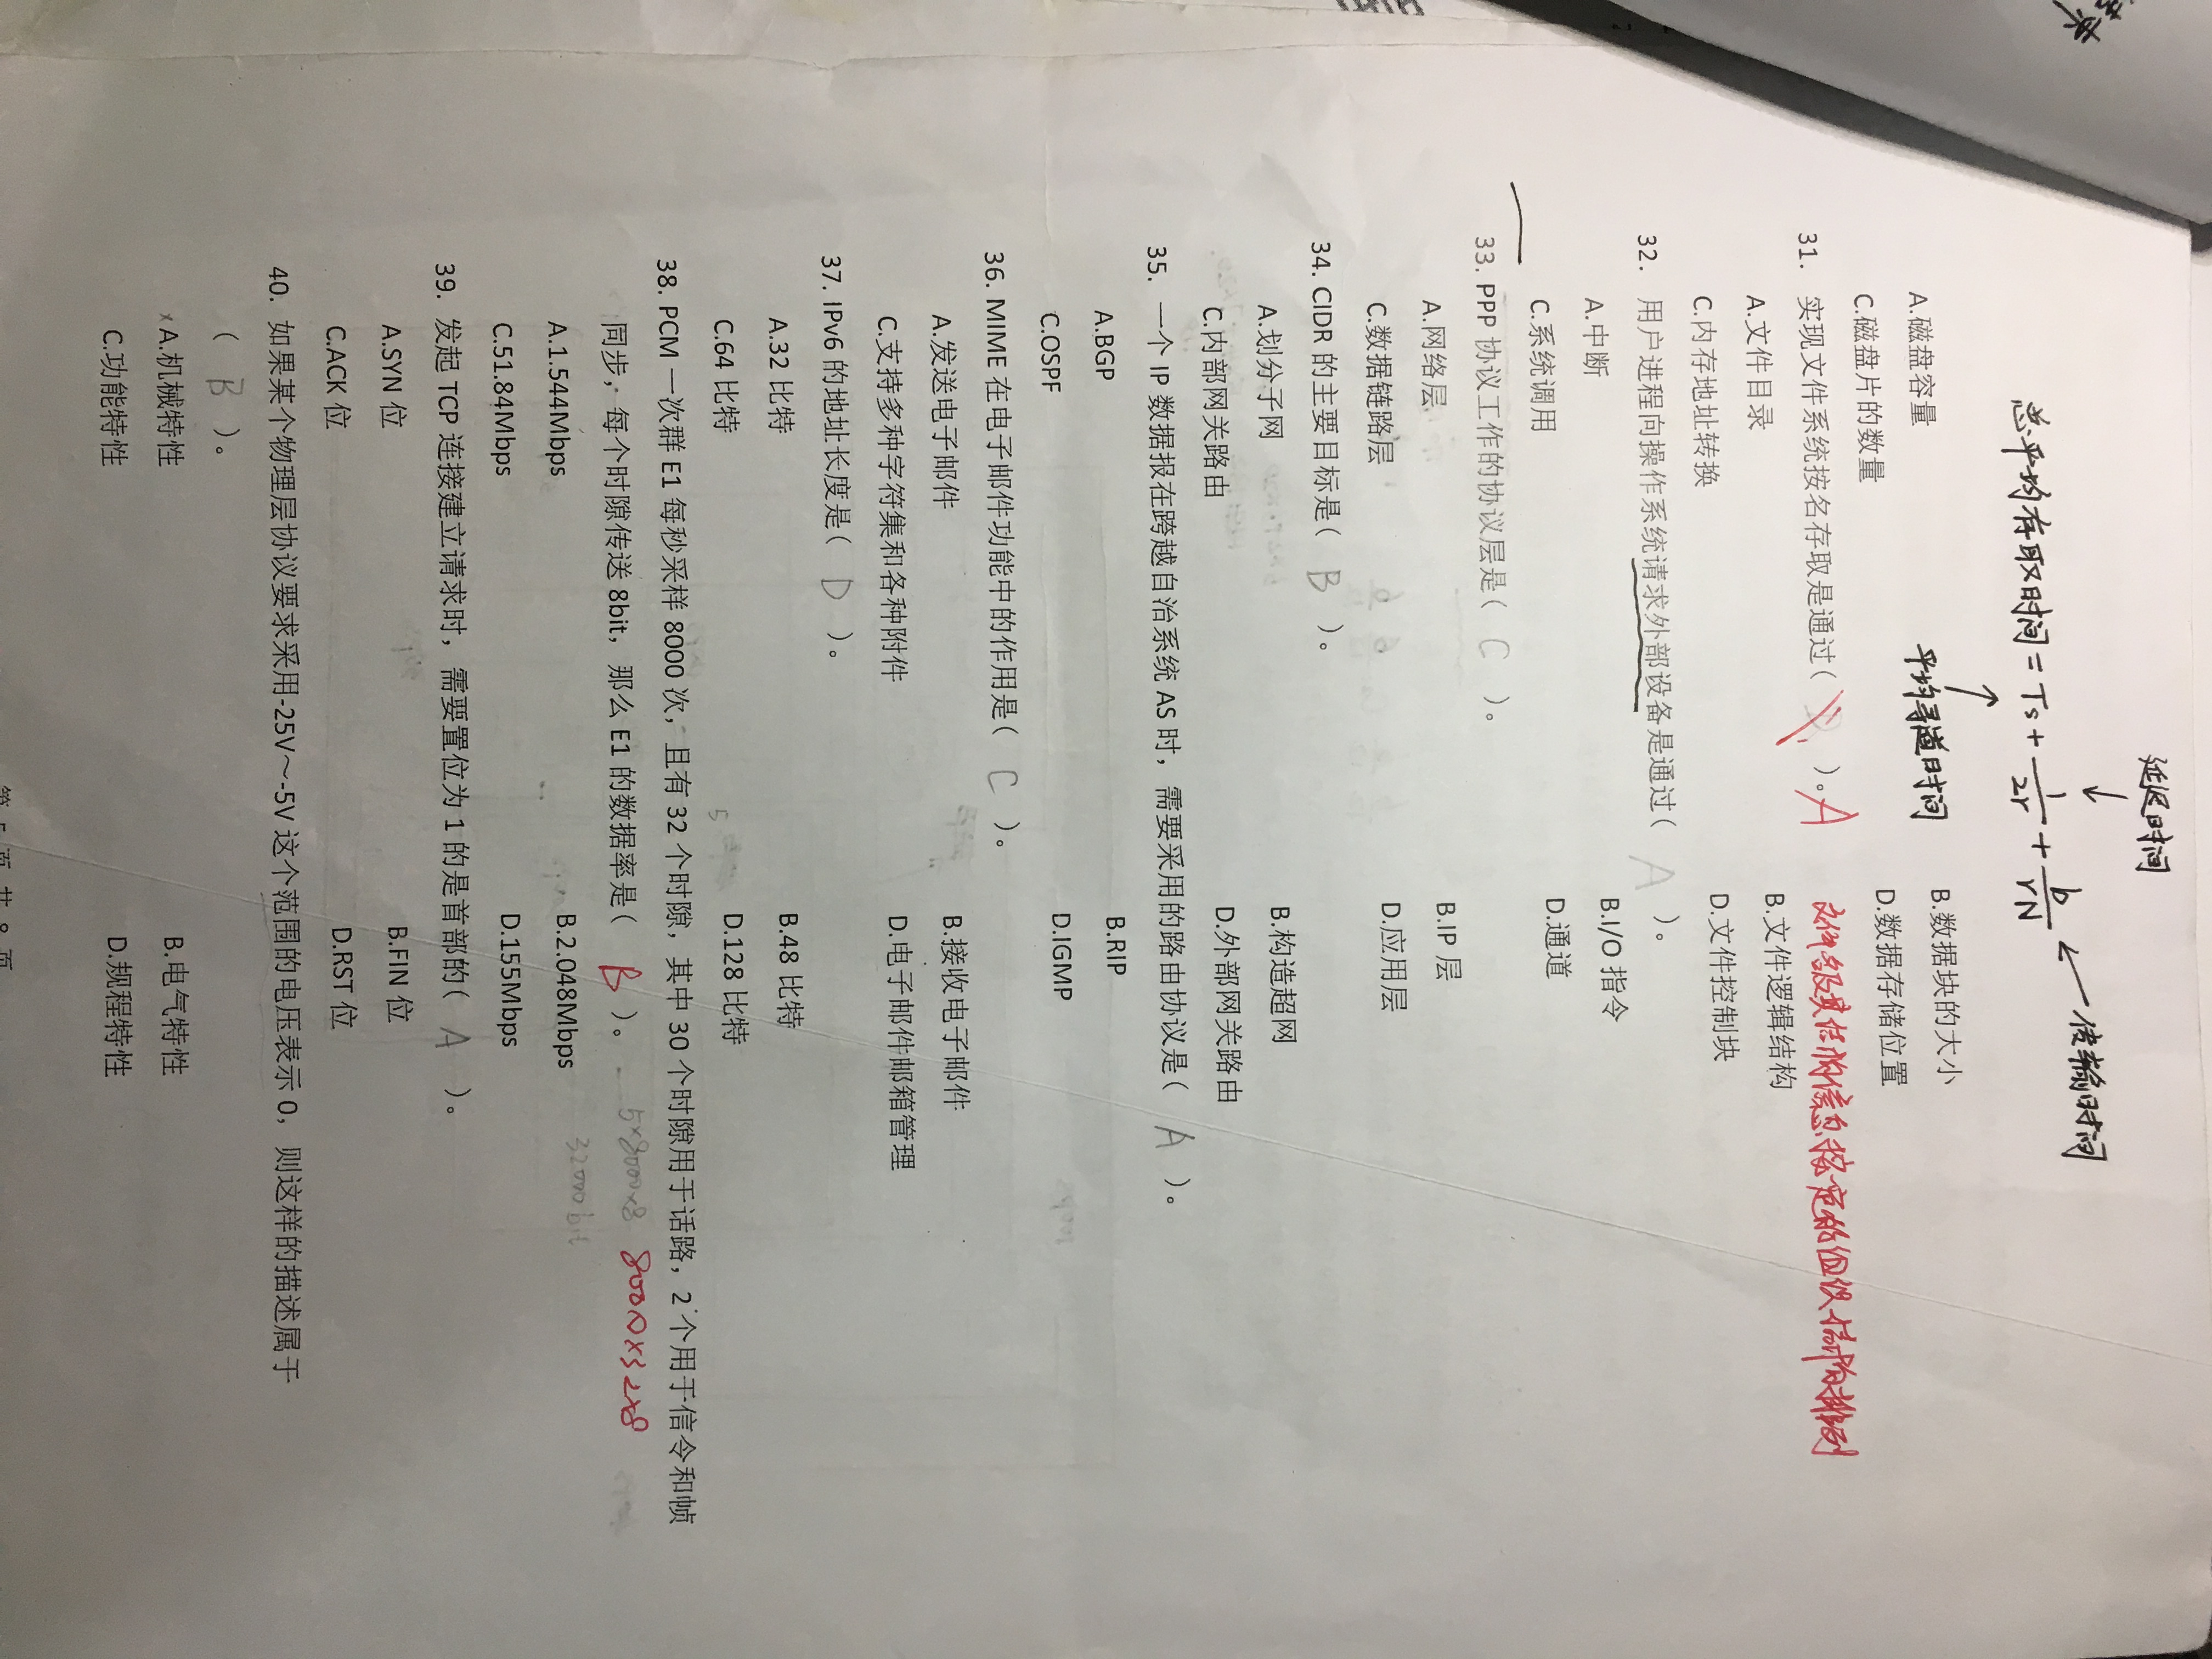 结束
延迟时间
传输时间
总平均存取时间 = Ts + 1/2r + b/rN
平均寻道时间
A.磁盘容量 B.数据块的大小
C.磁盘片的数量 D.数据存储位置
31. 实现文件系统按名存取是通过( )。A 文件名及其结构信息按一定的组织结构排列
A.文件目录 B.文件逻辑结构
C.内存地址转换 D.文件控制块
32. 用户进程向操作系统请求外部设备是通过( A )。
A.中断 B.I/O 指令
C.系统调用 D.通道
33. PPP 协议工作的协议层是( C )。
A.网络层 B.IP 层
C.数据链路层 D.应用层
34. CIDR 的主要目标是( B )。
A.划分子网 B.构造超网
C.内部网关路由 D.外部网关路由
35. 一个 IP 数据报在跨越自治系统 AS 时，需要采用的路由协议是( A )。
A.BGP B.RIP
C.OSPF D.IGMP
36. MIME 在电子邮件功能中的作用是( C )。
A.发送电子邮件 B.接收电子邮件
C.支持多种字符集和各种附件 D.电子邮件邮箱管理
37. IPv6 的地址长度是( D )。
A.32 比特 B.48 比特
C.64 比特 D.128 比特
38. PCM 一次群 E1 每秒采样 8000 次，且有 32 个时隙，其中 30 个时隙用于话路，2 个用于信令和帧
同步，每个时隙传送 8bit，那么 E1 的数据率是( B )。 5×8000×8 8000×32×8
32000bit
A.1.544Mbps B.2.048Mbps
C.51.84Mbps D.155Mbps
39. 发起 TCP 连接建立请求时，需要置位为 1 的是首部的( A )。
A.SYN 位 B.FIN 位
C.ACK 位 D.RST 位
40. 如果某个物理层协议要求采用-25V～-5V 这个范围的电压表示 0，则这样的描述属于
( B )。
A.机械特性 B.电气特性
C.功能特性 D.规程特性
第 5 页 共 8 页